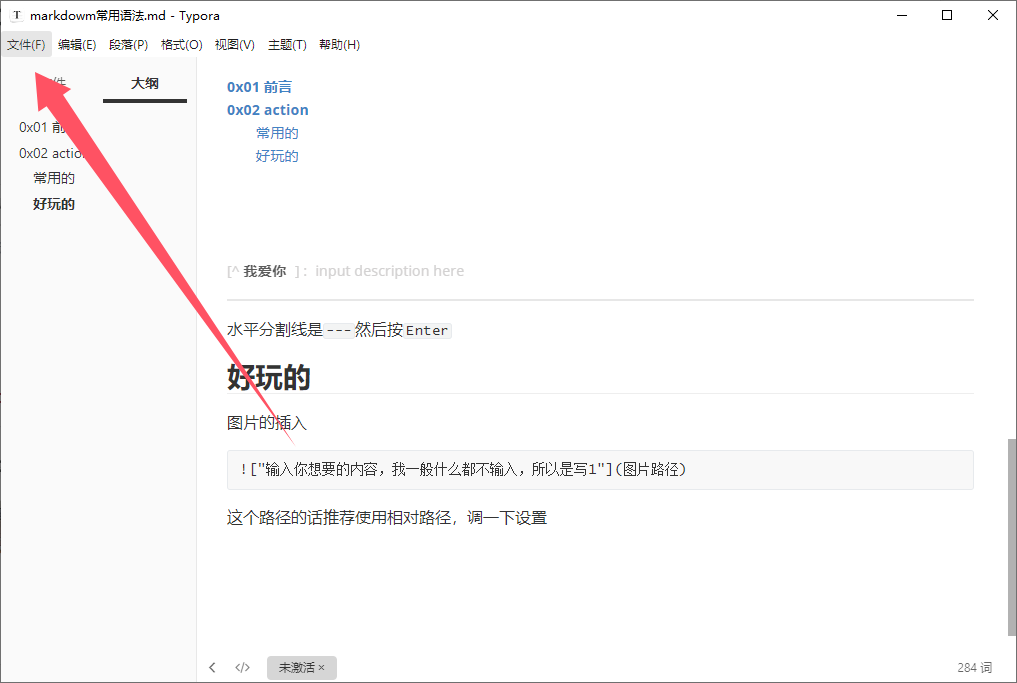 markdowm常用语法.md - Typora
文件(F) 编辑(E) 段落(P) 格式(O) 视图(V) 主题(T) 帮助(H)
件 大纲
0x01 前
0x02 actio
常用的
好玩的
0x01 前言
0x02 action
常用的
好玩的
[^ 我爱你 ] : input description here
水平分割线是---然后按Enter
好玩的
图片的插入
!["输入你想要的内容，我一般什么都不输入，所以是写1"](图片路径)
这个路径的话推荐使用相对路径，调一下设置
< </> 未激活 × 284 词